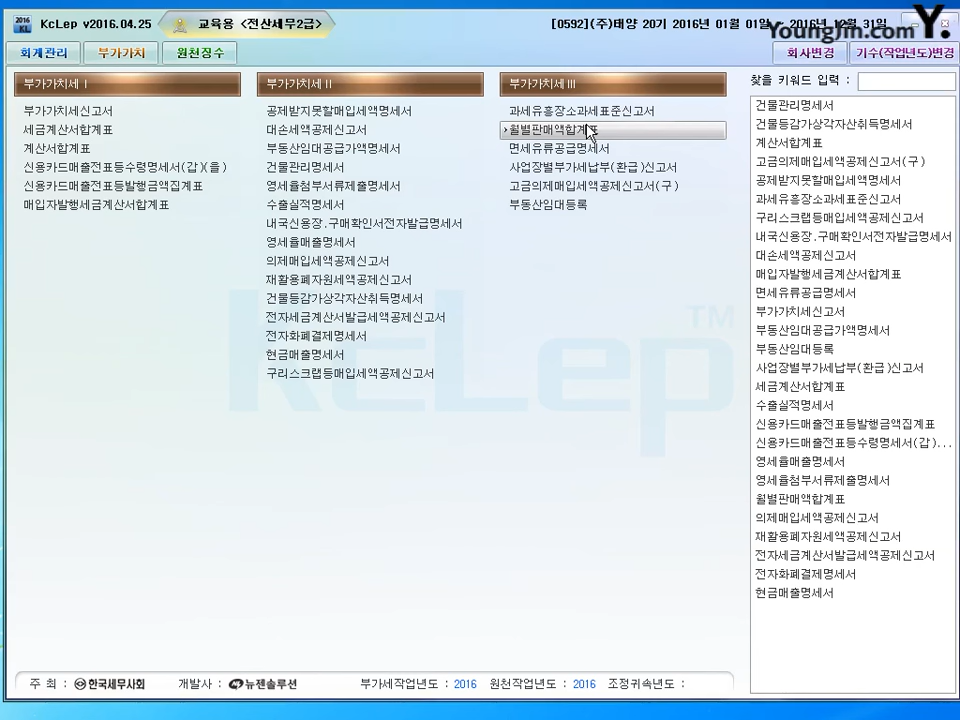 KcLep v2016.04.25
교육용 <전산세무2급>
[0592](주)태양 20기 2016년 01월 01일 ~ 2016년 12월 31일
YoungJin.com Y.
회계관리
부가가치
원천징수
회사변경
기수(작업년도)변경
부가가치세 I
부가가치세신고서
세금계산서합계표
계산서합계표
신용카드매출전표등수령명세서(갑)(을)
신용카드매출전표등발행금액집계표
매입자발행세금계산서합계표
부가가치세 II
공제받지못할매입세액명세서
대손세액공제신고서
부동산임대공급가액명세서
건물관리명세서
영세율첨부서류제출명세서
수출실적명세서
내국신용장.구매확인서전자발급명세서
영세율매출명세서
의제매입세액공제신고서
재활용폐자원세액공제신고서
건물등감가상각자산취득명세서
전자세금계산서발급세액공제신고서
전자화폐결제명세서
현금매출명세서
구리스크랩등매입세액공제신고서
부가가치세 III
과세유흥장소과세표준신고서
월별판매액합계표
면세유류공급명세서
사업장별부가세납부(환급)신고서
고금의제매입세액공제신고서(구)
부동산임대등록
찾을 키워드 입력 :
건물관리명세서
건물등감가상각자산취득명세서
계산서합계표
고금의제매입세액공제신고서(구)
공제받지못할매입세액명세서
과세유흥장소과세표준신고서
구리스크랩등매입세액공제신고서
내국신용장.구매확인서전자발급명세서
대손세액공제신고서
매입자발행세금계산서합계표
면세유류공급명세서
부가가치세신고서
부동산임대공급가액명세서
부동산임대등록
사업장별부가세납부(환급)신고서
세금계산서합계표
수출실적명세서
신용카드매출전표등발행금액집계표
신용카드매출전표등수령명세서(갑)...
영세율매출명세서
영세율첨부서류제출명세서
월별판매액합계표
의제매입세액공제신고서
재활용폐자원세액공제신고서
전자세금계산서발급세액공제신고서
전자화폐결제명세서
현금매출명세서
KcLep TM
주 최 : 한국세무사회
개발사 : 뉴젠솔루션
부가세작업년도 : 2016
원천작업년도 : 2016
조정귀속년도 :